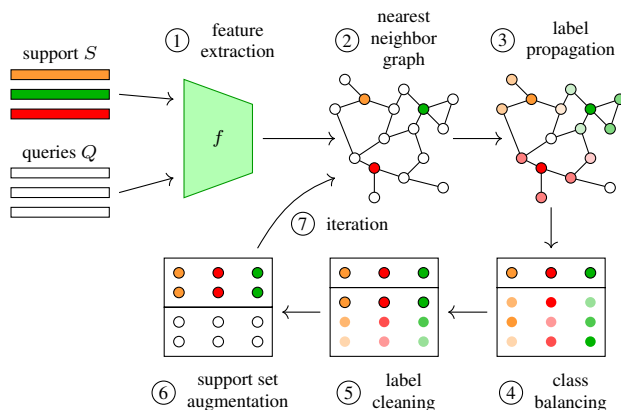 support S
queries Q
① feature
extraction
f
② nearest
neighbor
graph
③ label
propagation
⑦ iteration
⑥ support set
augmentation
⑤ label
cleaning
④ class
balancing